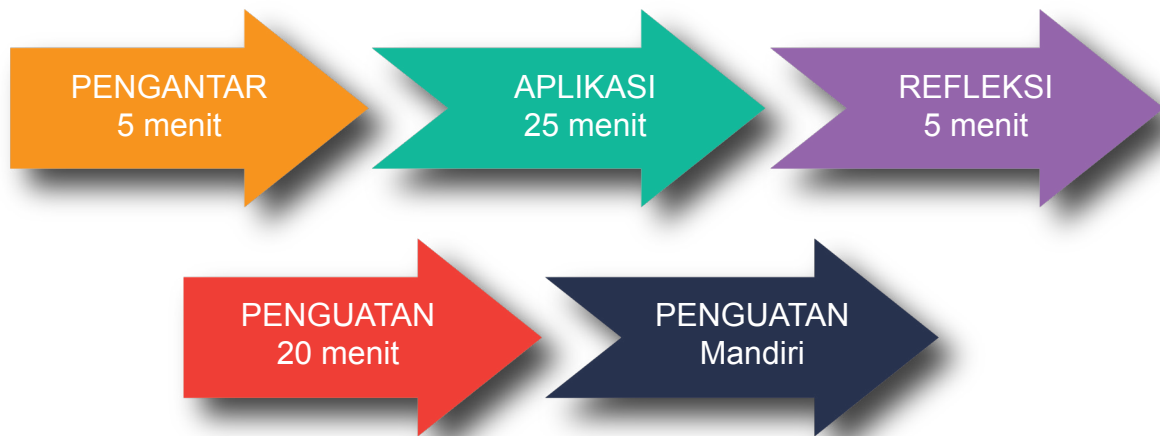 PENGANTAR
5 menit
APLIKASI
25 menit
REFLEKSI
5 menit
PENGUATAN
20 menit
PENGUATAN
Mandiri